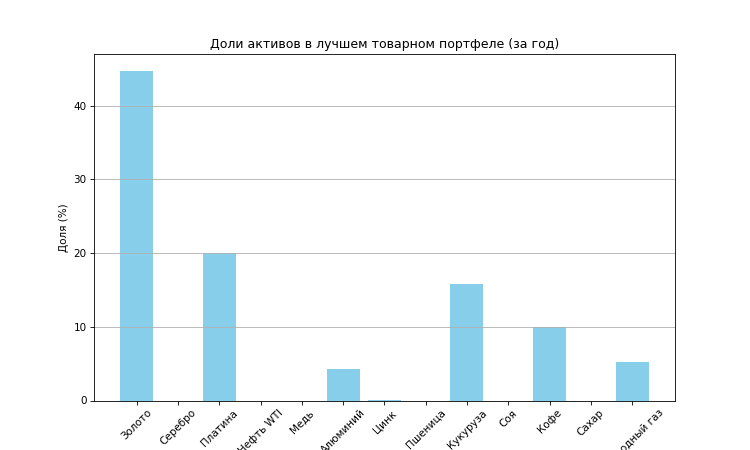 Доли активов в лучшем товарном портфеле (за год)
Доля (%)
40
30
20
10
0
Золото
Серебро
Платина
Нефть WTI
Медь
Алюминий
Цинк
Пшеница
Кукуруза
Соя
Кофе
Сахар
газ